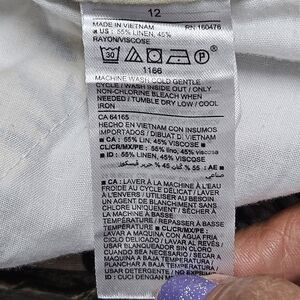 12
MADE IN VIETNAM RN-160476
■ US : 55% LINEN, 45%
RAYON/VISCOSE
30
P
1166
MACHINE WASH COLD GENTLE
CYCLE / WASH INSIDE OUT / ONLY
NON-CHLORINE BLEACH WHEN
NEEDED / TUMBLE DRY LOW / COOL
IRON
CA 64165
HECHO EN VIETNAM CON INSUMOS
IMPORTADOS / DIBUAT DI VIETNAM
■ CA : 55% LIN, 45% VISCOSE ■
CL/CR/MX/PE : 55% lino, 45% viscosa
■ ID : 55% LINEN, 45% VISCOSE
■ CA : LAVER À LA MACHINE À L'EAU
FROIDE AU CYCLE DÉLICAT / LAVER
À L'ENVERS / UTILISER AU BESOIN
UN AGENT DE BLANCHIMENT SANS
CHLORE UNIQUEMENT / SÉCHER À
LA MACHINE À BASSE
TEMPÉRATURE / REPASSER À BASSE
TEMPÉRATURE ■ CL/CR/MX/PE :
LAVAR A MAQUINA CON AGUA FRIA
CICLO DELICADO / LAVAR AL REVÉS /
USAR BLANQUEADOR SIN CLORO
CUANDO SEA NECESARIO / SECAR A
MAQUINA A BAJA TEMPERATURA /
PLANCHAR A BAJA TEMPERATURA /
USAR DETERGENTE / NO
■ ID : CUCI DENGAN